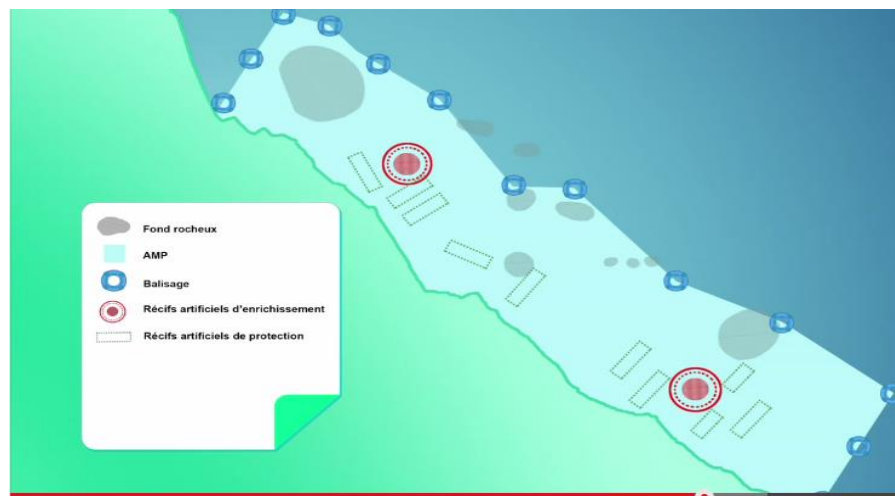 Fond rocheux
AMP
Balisage
Récifs artificiels d'enrichissement
Récifs artificiels de protection